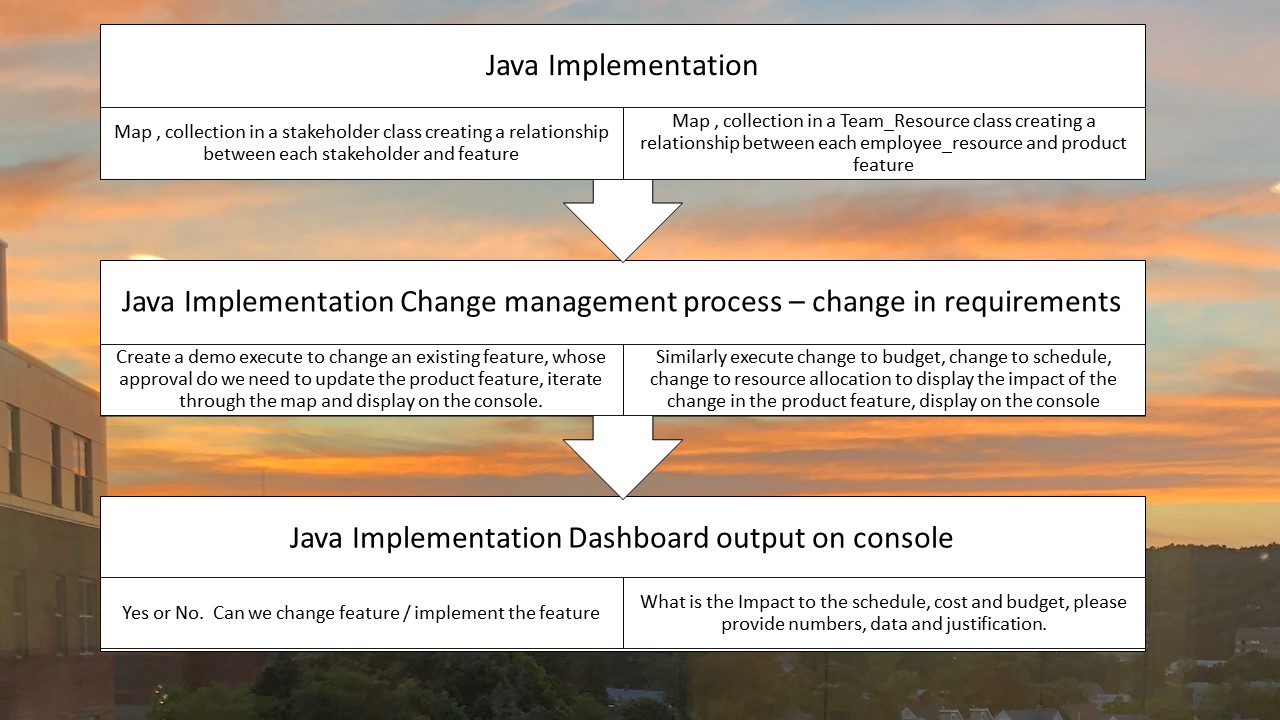 Java Implementation
Map , collection in a stakeholder class creating a relationship
between each stakeholder and feature
Map , collection in a Team_Resource class creating a
relationship between each employee_resource and product
feature
Java Implementation Change management process – change in requirements
Create a demo execute to change an existing feature, whose
approval do we need to update the product feature, iterate
through the map and display on the console.
Similarly execute change to budget, change to schedule,
change to resource allocation to display the impact of the
change in the product feature, display on the console
Java Implementation Dashboard output on console
Yes or No.  Can we change feature / implement the feature
What is the Impact to the schedule, cost and budget, please
provide numbers, data and justification.